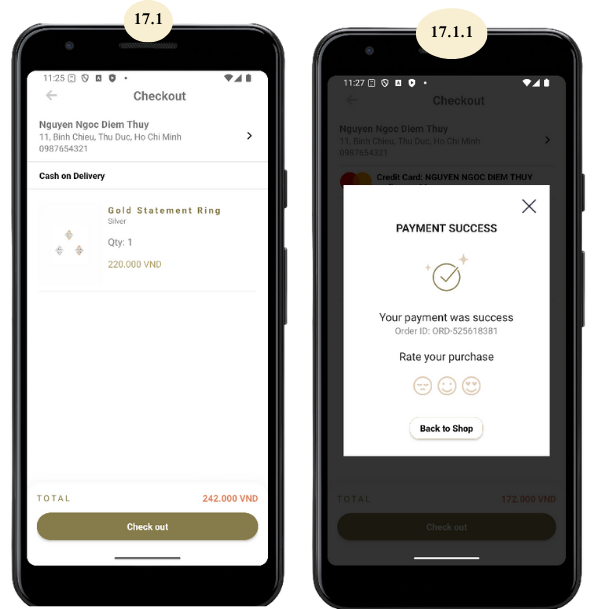 17.1
11:25
Checkout
Nguyen Ngoc Diem Thuy
11, Binh Chieu, Thu Duc, Ho Chi Minh
0987654321
Cash on Delivery
Gold Statement Ring
Silver
Qty: 1
220.000 VND
TOTAL
242.000 VND
Check out
17.1.1
11:27
Checkout
Nguyen Ngoc Diem Thuy
11, Binh Chieu, Thu Duc, Ho Chi Minh
0987654321
Credit Card: NGUYEN NGOC DIEM THUY
PAYMENT SUCCESS
Your payment was success
Order ID: ORD-525618381
Rate your purchase
Back to Shop
TOTAL
172.000 VND
Check out